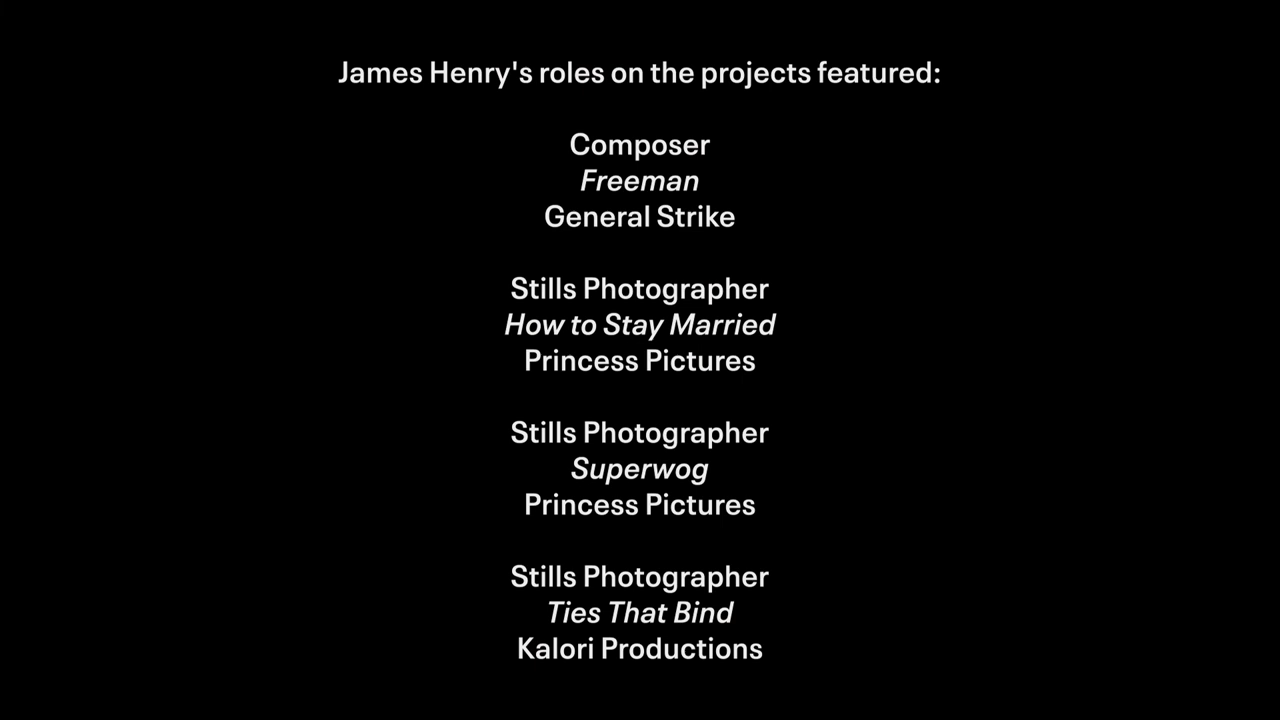 James Henry's roles on the projects featured:
Composer
Freeman
General Strike
Stills Photographer
How to Stay Married
Princess Pictures
Stills Photographer
Superwog
Princess Pictures
Stills Photographer
Ties That Bind
Kalori Productions